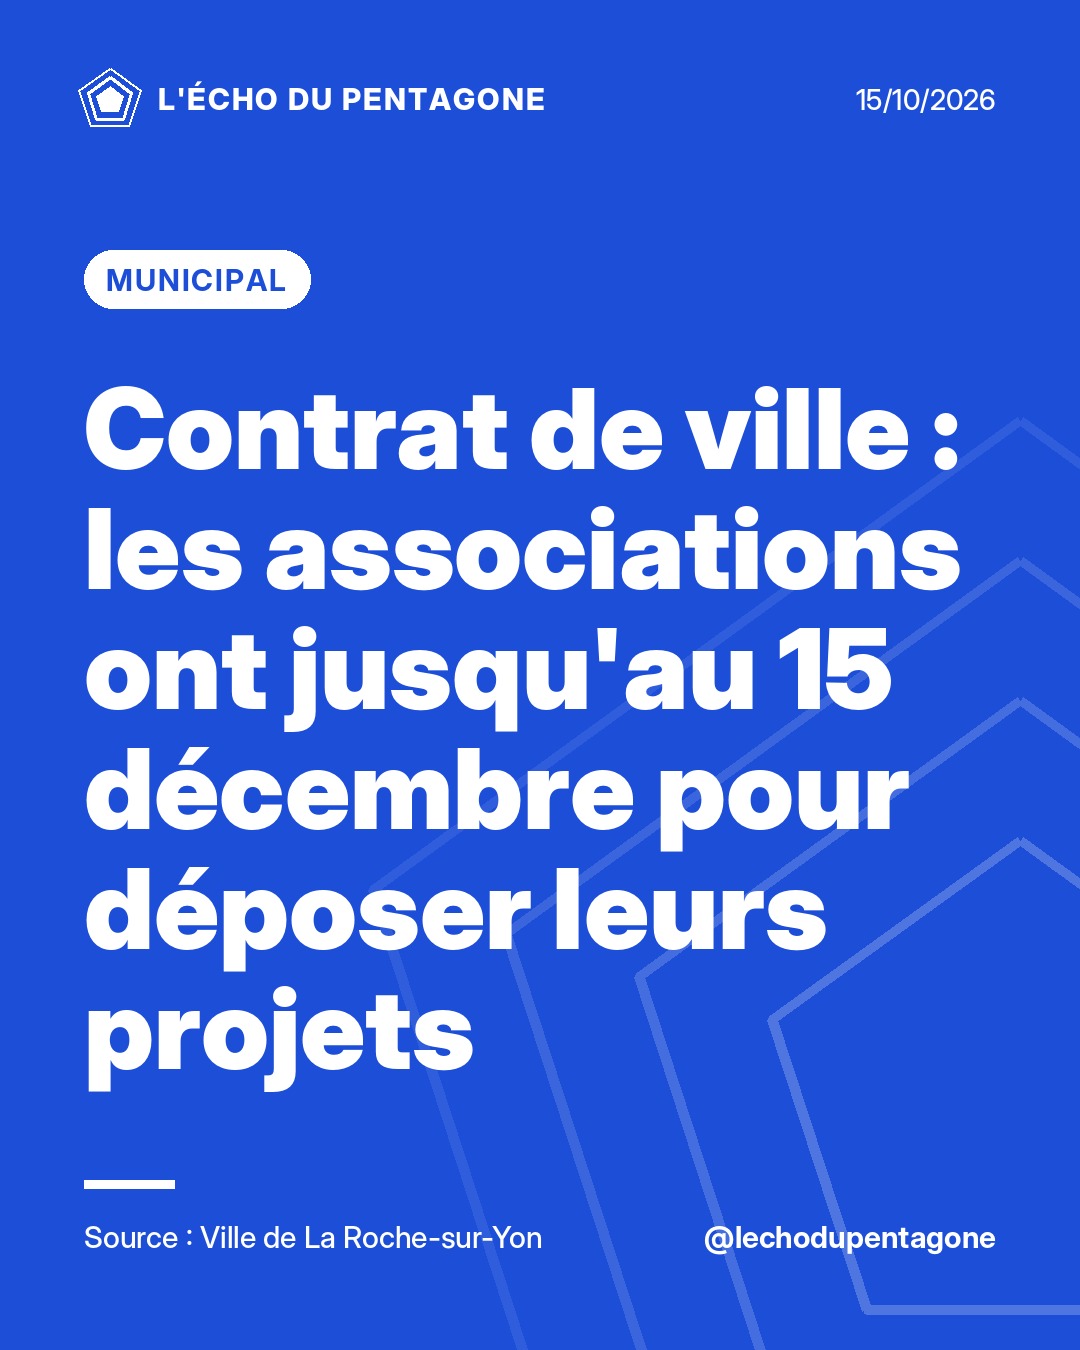 L'ÉCHO DU PENTAGONE
15/10/2026
MUNICIPAL
Contrat de ville :
les associations
ont jusqu'au 15
décembre pour
déposer leurs
projets
Source : Ville de La Roche-sur-Yon
@lechodupentagone